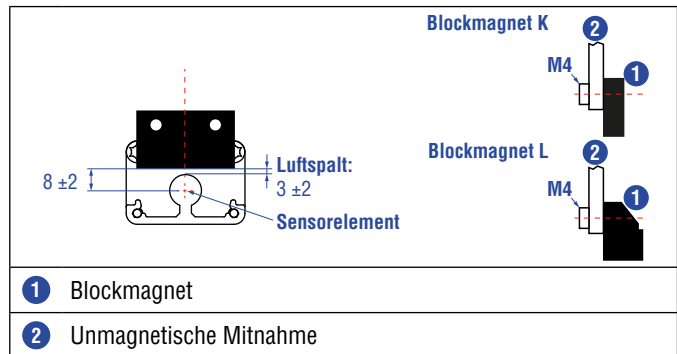 Blockmagnet K
2
M4
1
8 ±2
Luftspalt:
3 ±2
Sensorelement
Blockmagnet L
2
M4
1
1 Blockmagnet
2 Unmagnetische Mitnahme